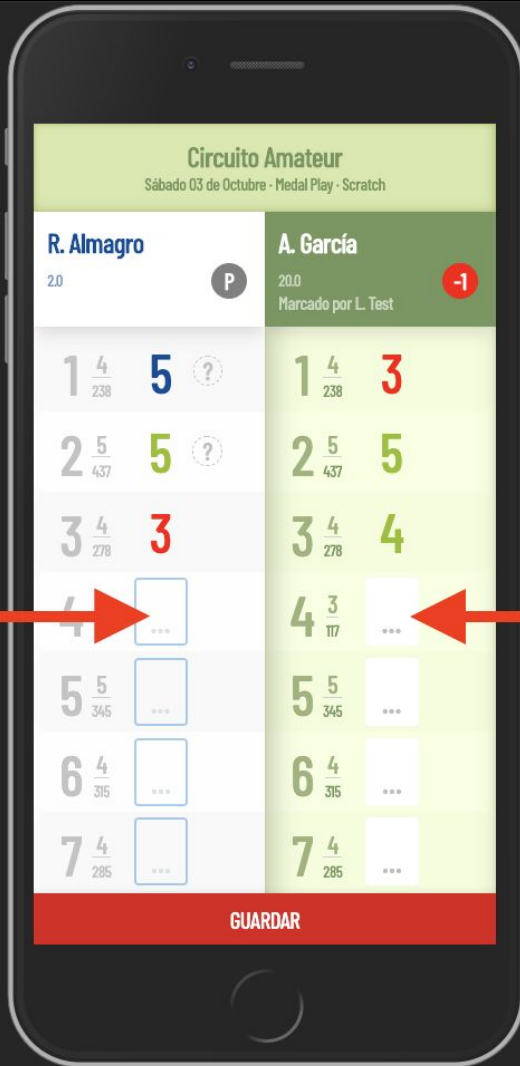 Circuito Amateur
Sábado 03 de Octubre · Medal Play · Scratch
R. Almagro
2.0
P
A. García
20.0
Marcado por L. Test
-1
1 4 238 5 ?
1 4 238 3
2 5 437 5 ?
2 5 437 5
3 4 278 3
3 4 278 4
4 ...
4 3 117 ...
5 5 345 ...
5 5 345 ...
6 4 315 ...
6 4 315 ...
7 4 285 ...
7 4 285 ...
GUARDAR